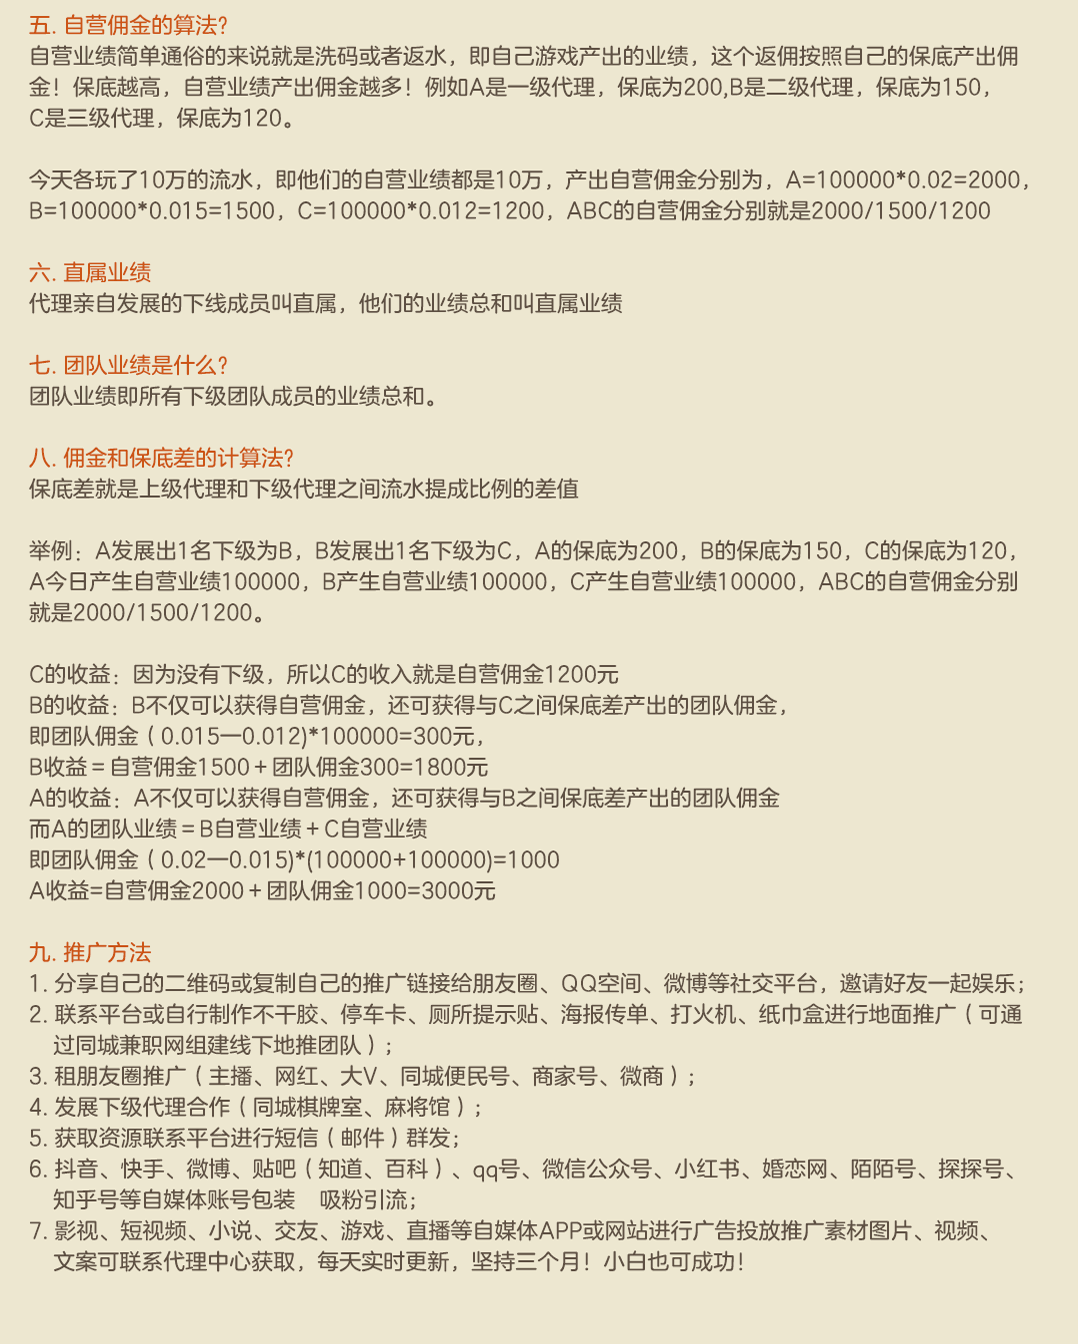 五. 自营佣金的算法?
自营业绩简单通俗的来说就是洗码或者返水，即自己游戏产出的业绩，这个返佣按照自己的保底产出佣
金！保底越高，自营业绩产出佣金越多！例如A是一级代理，保底为200,B是二级代理，保底为150，
C是三级代理，保底为120。
今天各玩了10万的流水，即他们的自营业绩都是10万，产出自营佣金分别为，A=100000*0.02=2000，
B=100000*0.015=1500，C=100000*0.012=1200，ABC的自营佣金分别就是2000/1500/1200
六. 直属业绩
代理亲自发展的下线成员叫直属，他们的业绩总和叫直属业绩
七. 团队业绩是什么?
团队业绩即所有下级团队成员的业绩总和。
八. 佣金和保底差的计算法?
保底差就是上级代理和下级代理之间流水提成比例的差值
举例：A发展出1名下级为B，B发展出1名下级为C，A的保底为200，B的保底为150，C的保底为120，
A今日产生自营业绩100000，B产生自营业绩100000，C产生自营业绩100000，ABC的自营佣金分别
就是2000/1500/1200。
C的收益：因为没有下级，所以C的收入就是自营佣金1200元
B的收益：B不仅可以获得自营佣金，还可获得与C之间保底差产出的团队佣金，
即团队佣金（0.015—0.012)*100000=300元，
B收益＝自营佣金1500＋团队佣金300=1800元
A的收益：A不仅可以获得自营佣金，还可获得与B之间保底差产出的团队佣金
而A的团队业绩＝B自营业绩＋C自营业绩
即团队佣金（0.02—0.015)*(100000+100000)=1000
A收益=自营佣金2000＋团队佣金1000=3000元
九. 推广方法
1. 分享自己的二维码或复制自己的推广链接给朋友圈、QQ空间、微博等社交平台，邀请好友一起娱乐；
2. 联系平台或自行制作不干胶、停车卡、厕所提示贴、海报传单、打火机、纸巾盒进行地面推广（可通
过同城兼职网组建线下地推团队）；
3. 租朋友圈推广（主播、网红、大V、同城便民号、商家号、微商）；
4. 发展下级代理合作（同城棋牌室、麻将馆）；
5. 获取资源联系平台进行短信（邮件）群发；
6. 抖音、快手、微博、贴吧（知道、百科）、qq号、微信公众号、小红书、婚恋网、陌陌号、探探号、
知乎号等自媒体账号包装　吸粉引流；
7. 影视、短视频、小说、交友、游戏、直播等自媒体APP或网站进行广告投放推广素材图片、视频、
文案可联系代理中心获取，每天实时更新，坚持三个月！小白也可成功！